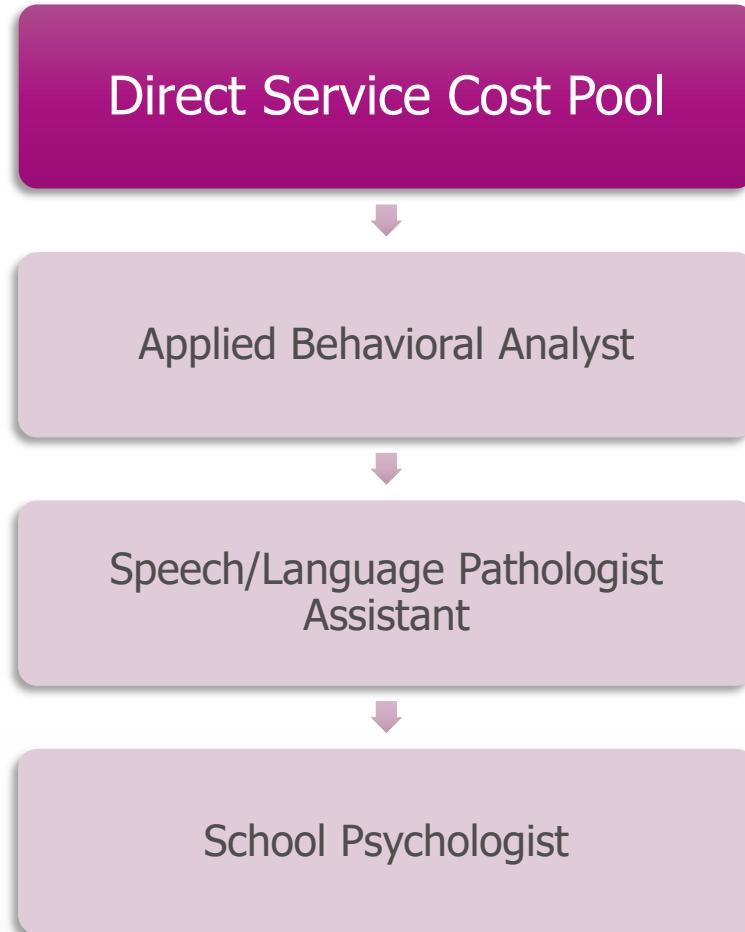 Direct Service Cost Pool
Applied Behavioral Analyst
Speech/Language Pathologist
Assistant
School Psychologist